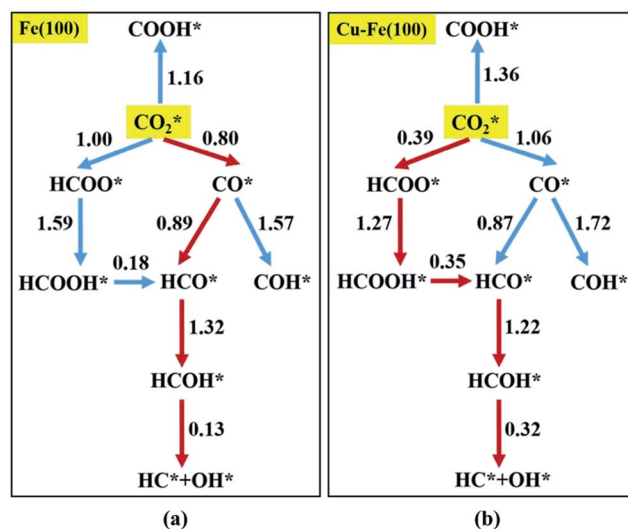 Fe(100)
COOH*
1.16
CO₂*
1.00
0.80
HCOO*
CO*
1.59
0.89
1.57
0.18
HCOOH*
HCO*
COH*
1.32
HCOH*
0.13
HC*+OH*
(a)
Cu-Fe(100)
COOH*
1.36
CO₂*
0.39
1.06
HCOO*
CO*
1.27
0.87
1.72
0.35
HCOOH*
HCO*
COH*
1.22
HCOH*
0.32
HC*+OH*
(b)